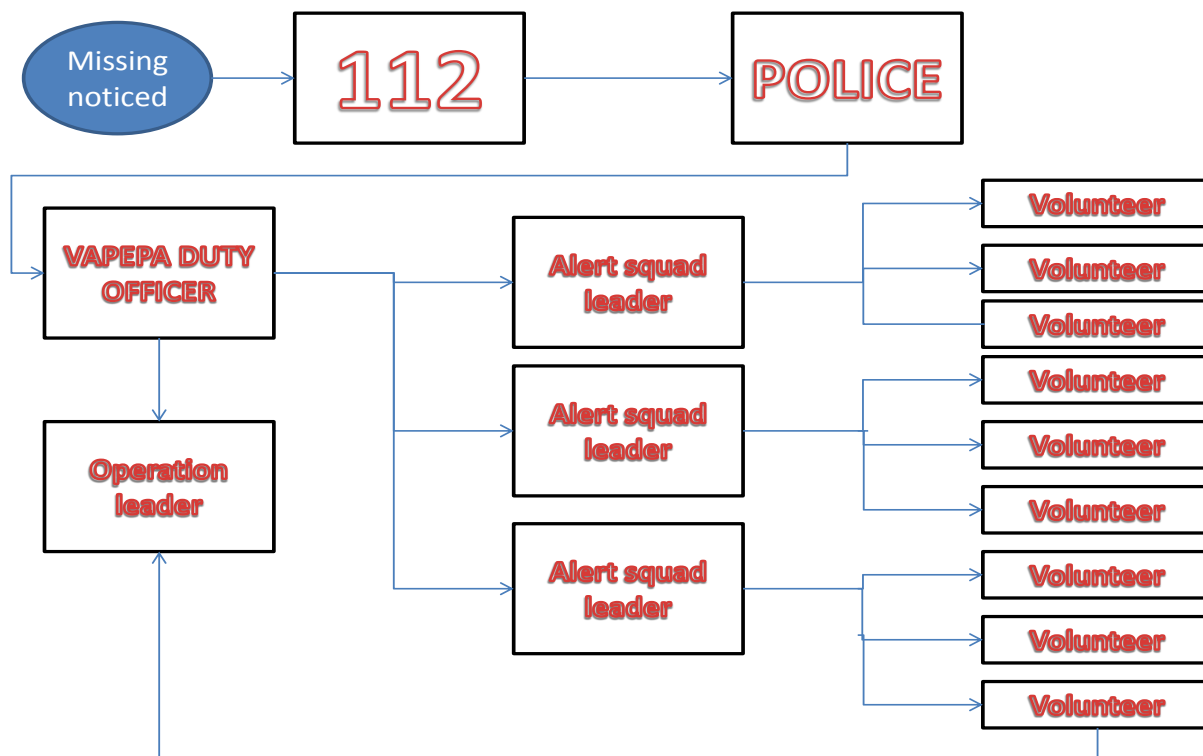 Missing
noticed
112
POLICE
VAPEPA DUTY
OFFICER
Operation
leader
Alert squad
leader
Alert squad
leader
Alert squad
leader
Volunteer
Volunteer
Volunteer
Volunteer
Volunteer
Volunteer
Volunteer
Volunteer
Volunteer